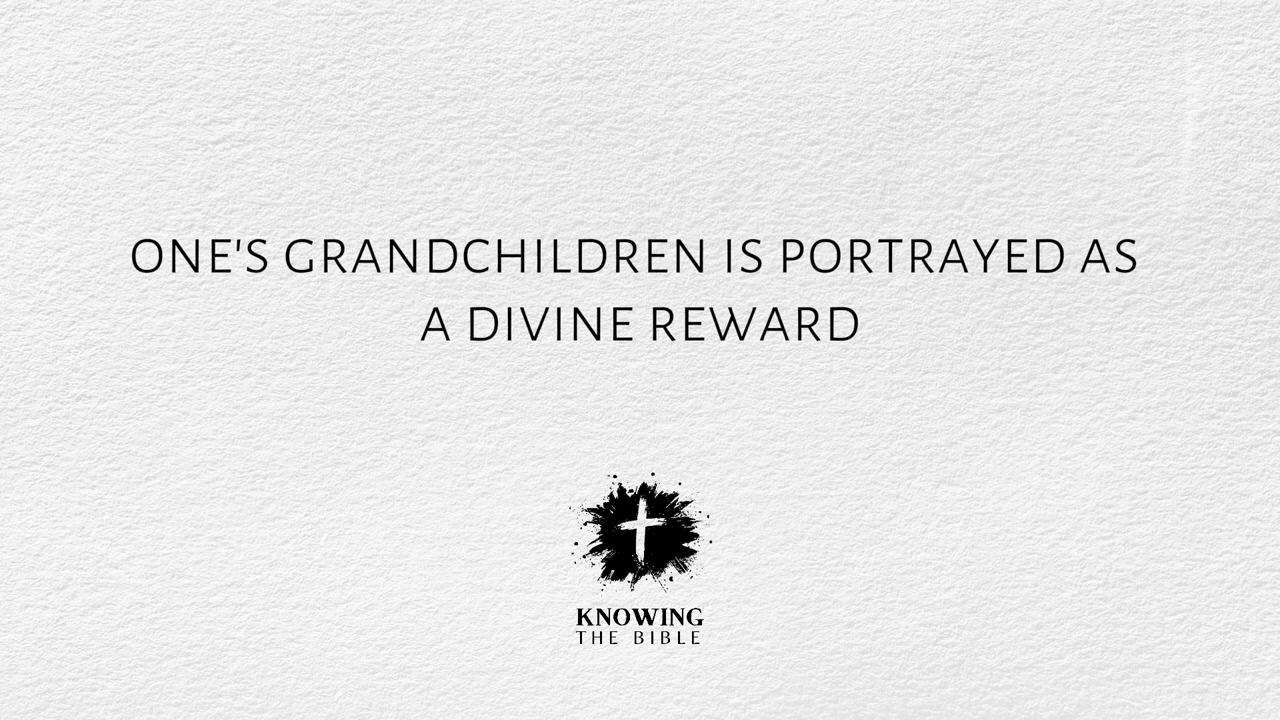 ONE'S GRANDCHILDREN IS PORTRAYED AS
A DIVINE REWARD
KNOWING
THE BIBLE